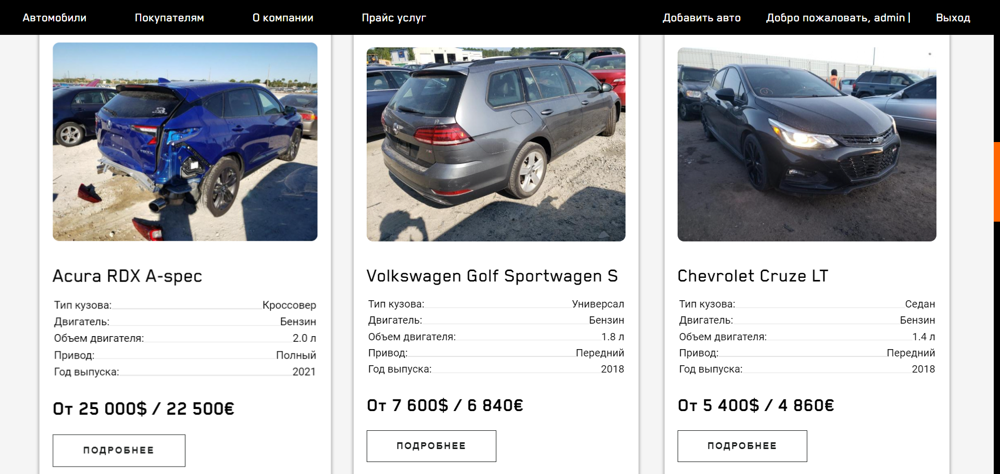 Автомобили Покупателям О компании Прайс услуг Добавить авто Добро пожаловать, admin | Выход
Acura RDX A-spec
Тип кузова: Кроссовер
Двигатель: Бензин
Объем двигателя: 2.0 л
Привод: Полный
Год выпуска: 2021
От 25 000$ / 22 500€
ПОДРОБНЕЕ
Volkswagen Golf Sportwagen S
Тип кузова: Универсал
Двигатель: Бензин
Объем двигателя: 1.8 л
Привод: Передний
Год выпуска: 2018
От 7 600$ / 6 840€
ПОДРОБНЕЕ
Chevrolet Cruze LT
Тип кузова: Седан
Двигатель: Бензин
Объем двигателя: 1.4 л
Привод: Передний
Год выпуска: 2018
От 5 400$ / 4 860€
ПОДРОБНЕЕ